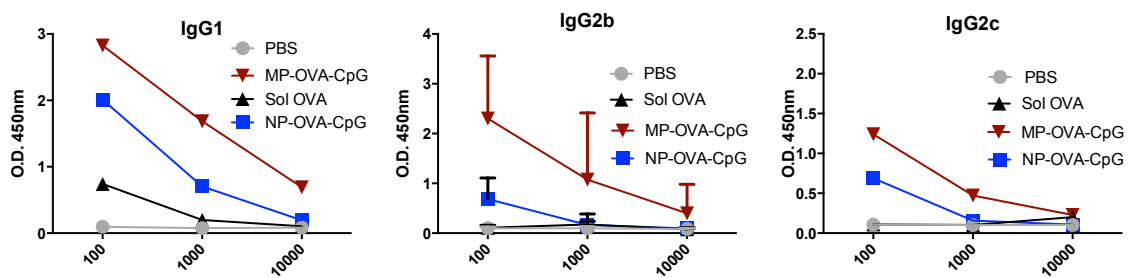 IgG1
O.D. 450nm
3
2
1
0
100
1000
10000
PBS
MP-OVA-CpG
Sol OVA
NP-OVA-CpG
IgG2b
O.D. 450nm
4
3
2
1
0
100
1000
10000
PBS
Sol OVA
MP-OVA-CpG
NP-OVA-CpG
IgG2c
O.D. 450nm
2.5
2.0
1.5
1.0
0.5
0.0
100
1000
10000
PBS
Sol OVA
MP-OVA-CpG
NP-OVA-CpG